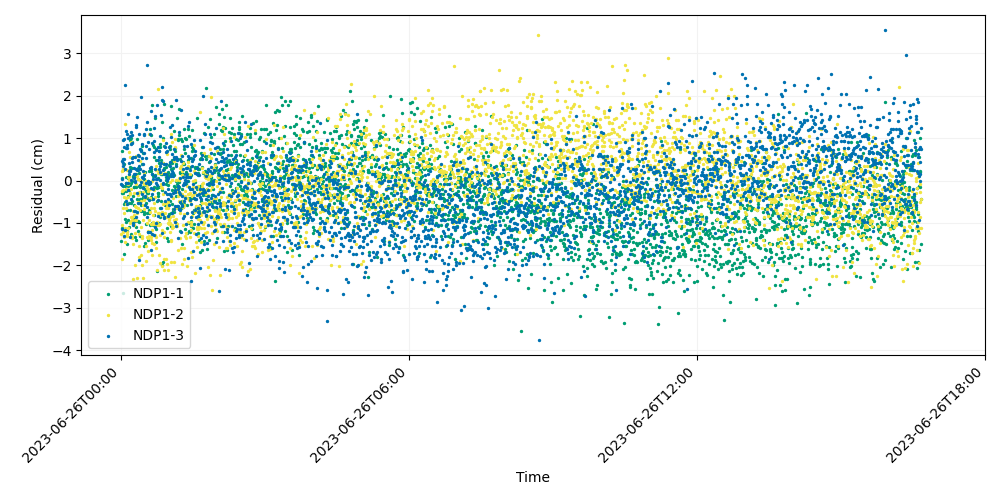 Residual (cm)
3
2
1
0
−1
−2
−3
−4
NDP1-1
NDP1-2
NDP1-3
2023-06-26T00:00
2023-06-26T06:00
2023-06-26T12:00
2023-06-26T18:00
Time